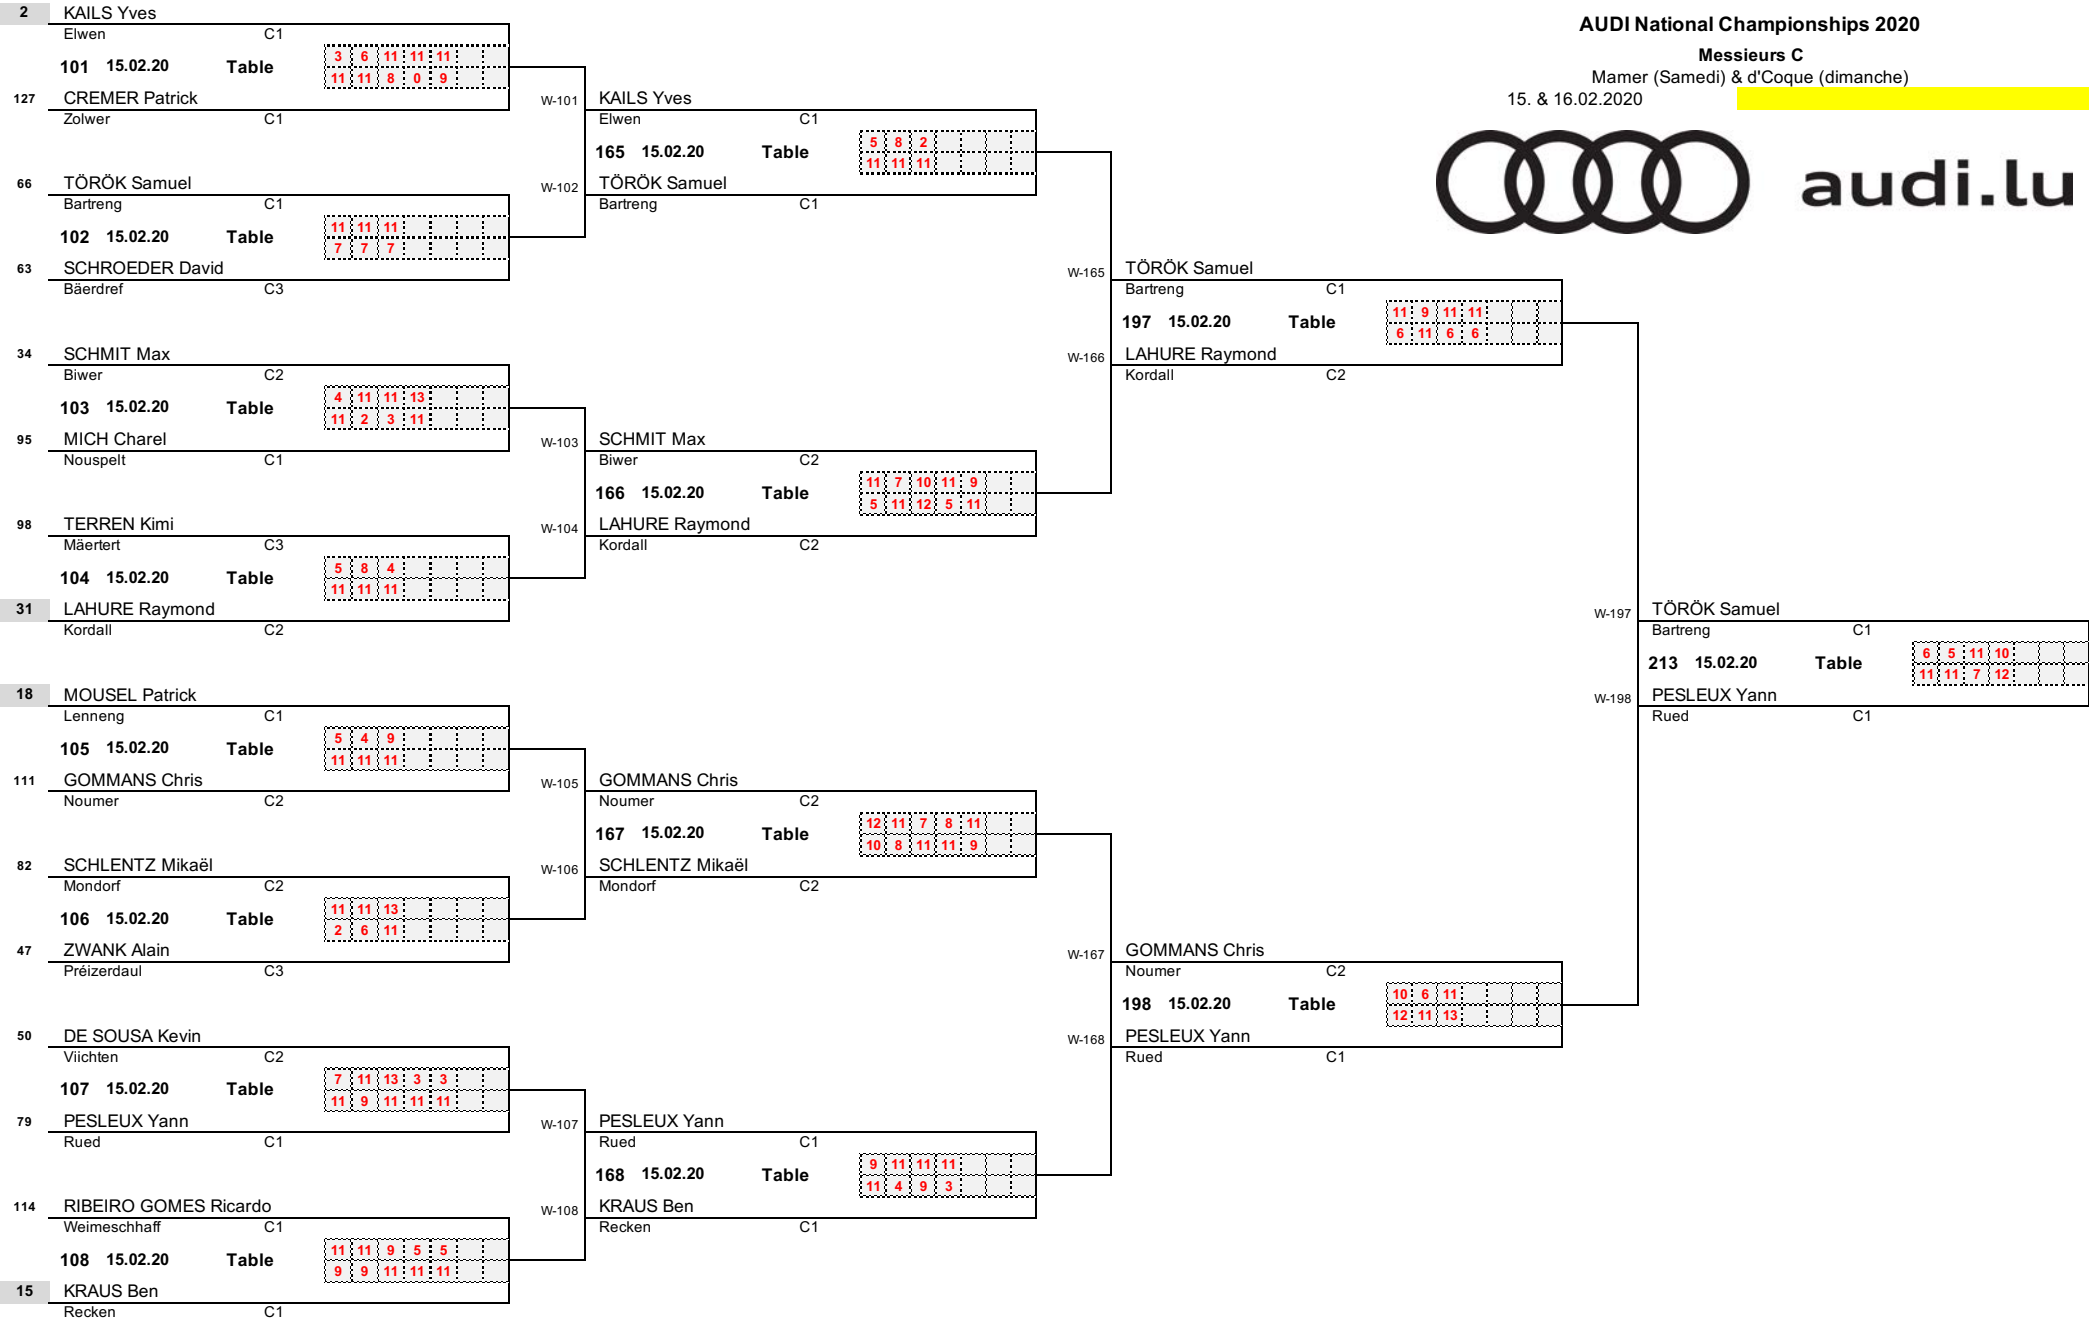 AUDI National Championships 2020
Messieurs C
Mamer (Samedi) & d'Coque (dimanche)
15. & 16.02.2020
audi.lu
2 KAILS Yves
Elwen C1
3 6 11 11 11
101 15.02.20 Table
11 11 8 0 9
127 CREMER Patrick
Zolwer C1
66 TÖRÖK Samuel
Bartreng C1
11 11 11
102 15.02.20 Table
7 7 7
63 SCHROEDER David
Bäerdref C3
34 SCHMIT Max
Biwer C2
4 11 11 13
103 15.02.20 Table
11 2 3 11
95 MICH Charel
Nouspelt C1
98 TERREN Kimi
Mäertert C3
5 8 4
104 15.02.20 Table
11 11 11
31 LAHURE Raymond
Kordall C2
18 MOUSEL Patrick
Lenneng C1
5 4 9
105 15.02.20 Table
11 11 11
111 GOMMANS Chris
Noumer C2
82 SCHLENTZ Mikaël
Mondorf C2
11 11 13
106 15.02.20 Table
2 6 11
47 ZWANK Alain
Préizerdaul C3
50 DE SOUSA Kevin
Viichten C2
7 11 13 3 3
107 15.02.20 Table
11 9 11 11 11
79 PESLEUX Yann
Rued C1
114 RIBEIRO GOMES Ricardo
Weimeschhaff C1
11 11 9 5 5
108 15.02.20 Table
9 9 11 11 11
15 KRAUS Ben
Recken C1
W-101 KAILS Yves
Elwen C1
5 8 2
165 15.02.20 Table
11 11 11
W-102 TÖRÖK Samuel
Bartreng C1
W-103 SCHMIT Max
Biwer C2
11 7 10 11 9
166 15.02.20 Table
5 11 12 5 11
W-104 LAHURE Raymond
Kordall C2
W-105 GOMMANS Chris
Noumer C2
12 11 7 8 11
167 15.02.20 Table
10 8 11 11 9
W-106 SCHLENTZ Mikaël
Mondorf C2
W-107 PESLEUX Yann
Rued C1
9 11 11 11
168 15.02.20 Table
11 4 9 3
W-108 KRAUS Ben
Recken C1
W-165 TÖRÖK Samuel
Bartreng C1
11 9 11 11
197 15.02.20 Table
6 11 6 6
W-166 LAHURE Raymond
Kordall C2
W-167 GOMMANS Chris
Noumer C2
10 6 11
198 15.02.20 Table
12 11 13
W-168 PESLEUX Yann
Rued C1
W-197 TÖRÖK Samuel
Bartreng C1
6 5 11 10
213 15.02.20 Table
11 11 7 12
W-198 PESLEUX Yann
Rued C1